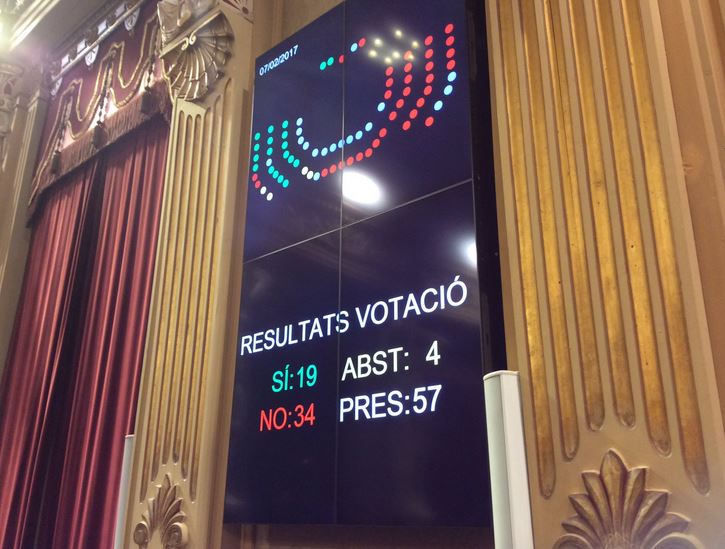 07/02/2017
RESULTATS VOTACIÓ
SÍ:19 ABST: 4
NO:34 PRES:57